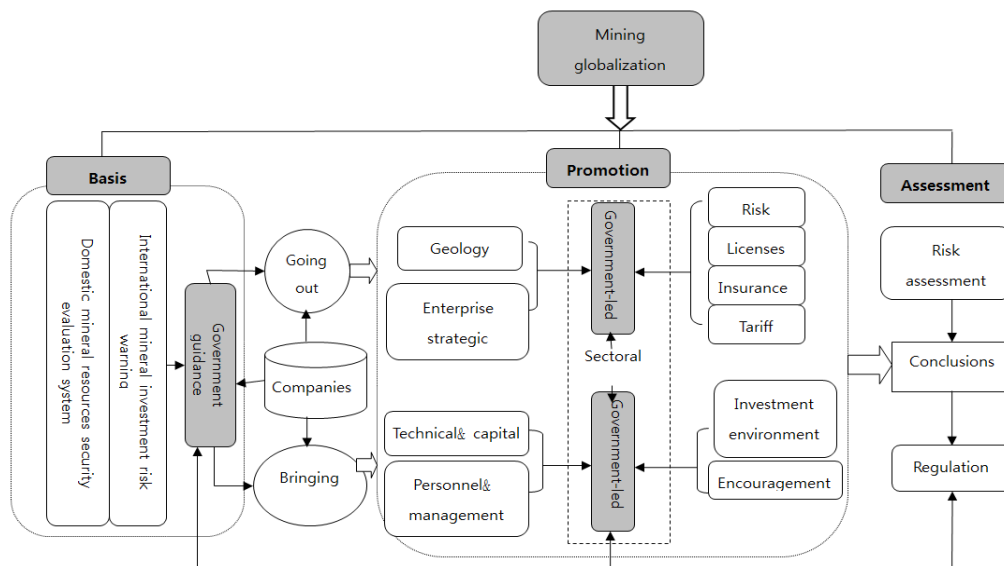 Mining
globalization
Basis
Promotion
Assessment
Domestic mineral resources security
evaluation system
International mineral investment risk
warning
Government
guidance
Going
out
Companies
Bringing
Geology
Enterprise
strategic
Technical& capital
Personnel&
management
Government-led
Sectoral
Government-led
Risk
Licenses
Insurance
Tariff
Investment
environment
Encouragement
Risk
assessment
Conclusions
Regulation